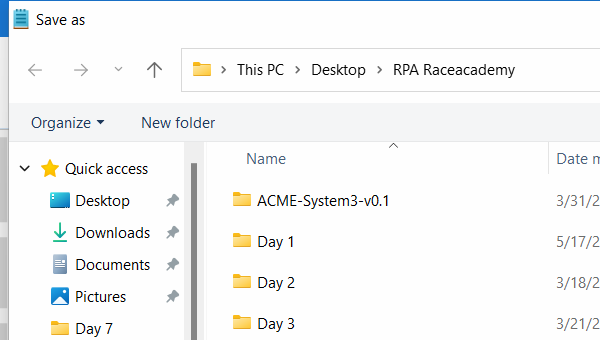 Save as
This PC > Desktop > RPA Raceacademy
Organize New folder
Name Date m
Quick access
Desktop
Downloads
Documents
Pictures
Day 7
ACME-System3-v0.1 3/31/2
Day 1 5/17/2
Day 2 3/18/2
Day 3 3/21/2